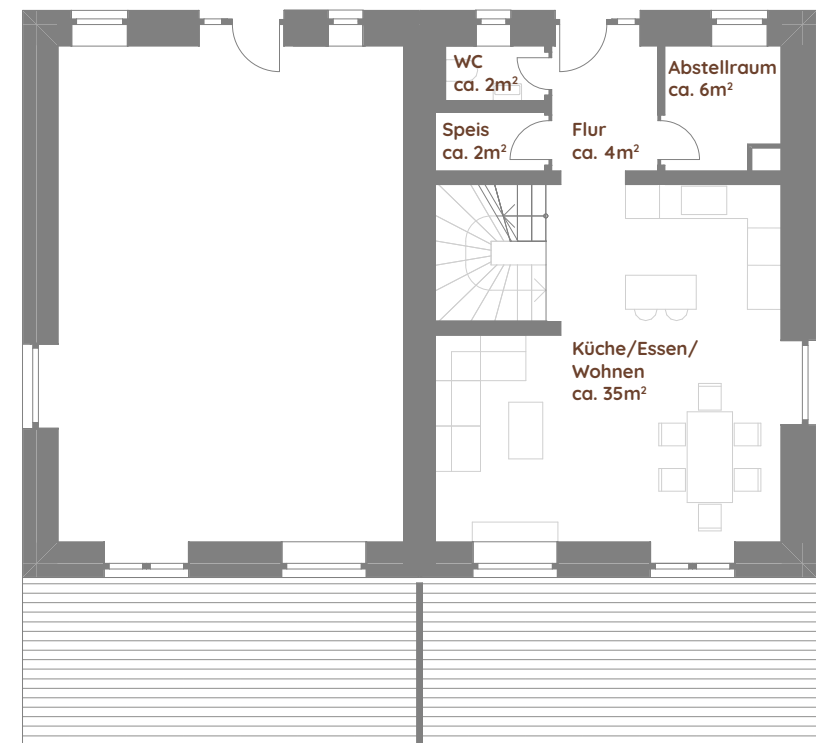 WC
ca. 2m²
Abstellraum
ca. 6m²
Speis
ca. 2m²
Flur
ca. 4m²
Küche/Essen/
Wohnen
ca. 35m²